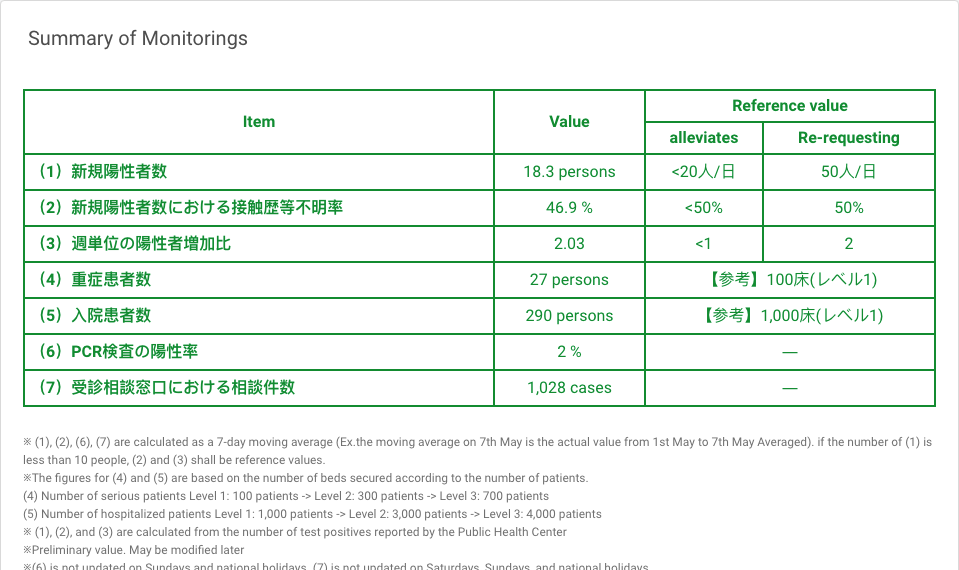 Summary of Monitorings
Item
Value
Reference value
alleviates
Re-requesting
（1）新規陽性者数
18.3 persons
<20人/日
50人/日
（2）新規陽性者数における接触歴等不明率
46.9 %
<50%
50%
（3）週単位の陽性者増加比
2.03
<1
2
（4）重症患者数
27 persons
【参考】100床(レベル1)
（5）入院患者数
290 persons
【参考】1,000床(レベル1)
（6）PCR検査の陽性率
2 %
―
（7）受診相談窓口における相談件数
1,028 cases
―
※ (1), (2), (6), (7) are calculated as a 7-day moving average (Ex.the moving average on 7th May is the actual value from 1st May to 7th May Averaged). if the number of (1) is
less than 10 people, (2) and (3) shall be reference values.
※The figures for (4) and (5) are based on the number of beds secured according to the number of patients.
(4) Number of serious patients Level 1: 100 patients -> Level 2: 300 patients -> Level 3: 700 patients
(5) Number of hospitalized patients Level 1: 1,000 patients -> Level 2: 3,000 patients -> Level 3: 4,000 patients
※ (1), (2), and (3) are calculated from the number of test positives reported by the Public Health Center
※Preliminary value. May be modified later
※(6) is not updated on Sundays and national holidays. (7) is not updated on Saturdays, Sundays, and national holidays